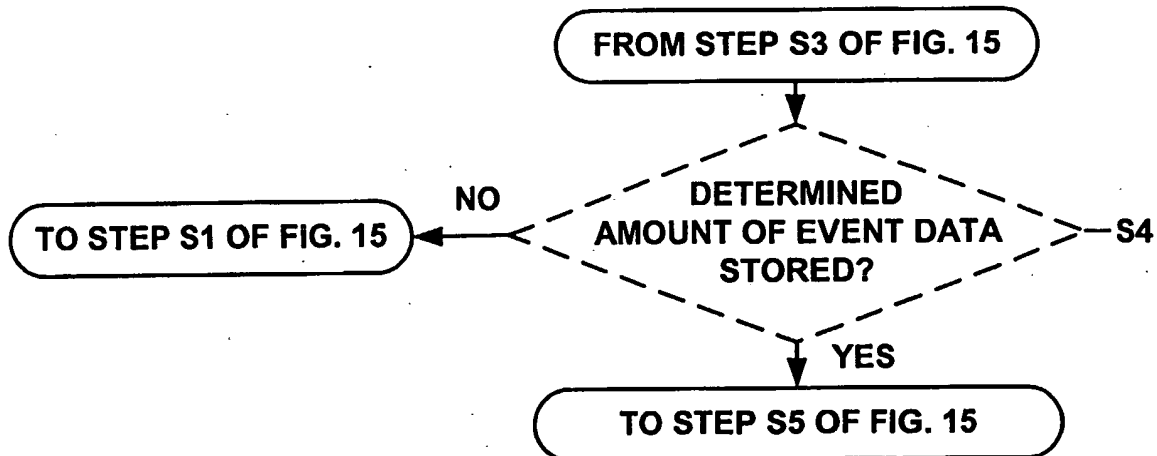 FROM STEP S3 OF FIG. 15
DETERMINED
NO
AMOUNT OF EVENT DATA
TO STEP S1 OF FIG. 15
S4
STORED?
YES
TO STEP S5 OF FIG. 15